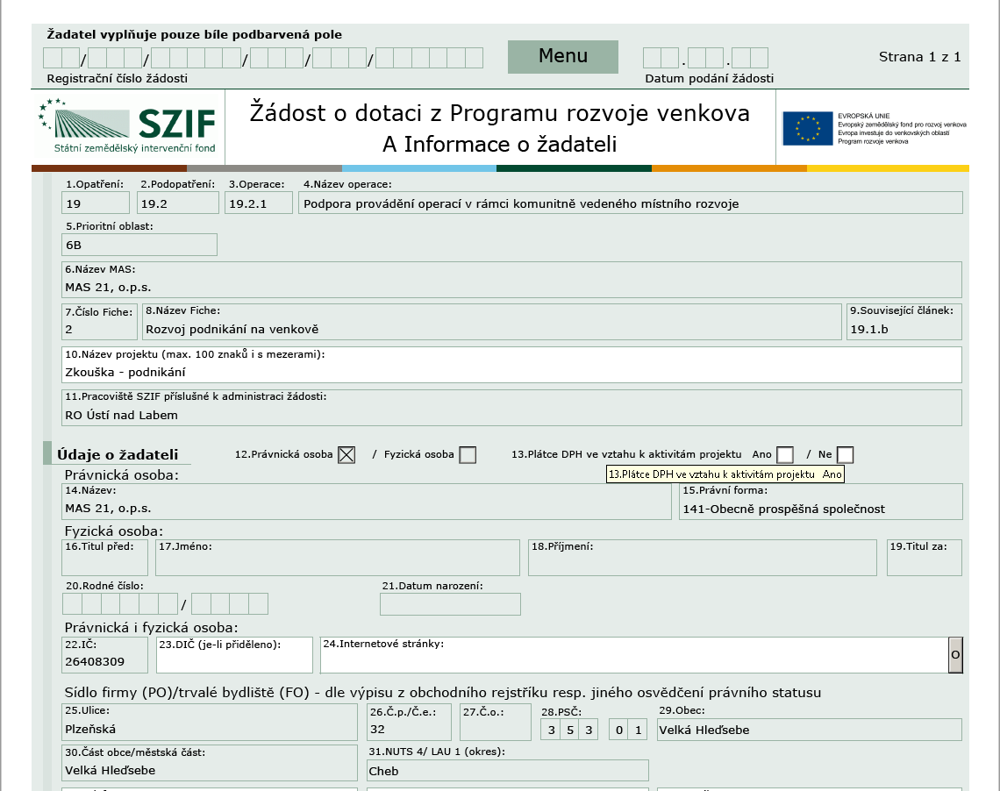 Žadatel vyplňuje pouze bíle podbarvená pole
/ / / / /
Menu
. .
Strana 1 z 1
Registrační číslo žádosti
Datum podání žádosti
SZIF
Státní zemědělský intervenční fond
Žádost o dotaci z Programu rozvoje venkova
A Informace o žadateli
EVROPSKÁ UNIE
Evropský zemědělský fond pro rozvoj venkova
Evropa investuje do venkovských oblastí
Program rozvoje venkova
1.Opatření: 2.Podopatření: 3.Operace: 4.Název operace:
19 19.2 19.2.1 Podpora provádění operací v rámci komunitně vedeného místního rozvoje
5.Prioritní oblast:
6B
6.Název MAS:
MAS 21, o.p.s.
7.Číslo Fiche: 8.Název Fiche: 9.Související článek:
2 Rozvoj podnikání na venkově 19.1.b
10.Název projektu (max. 100 znaků i s mezerami):
Zkouška - podnikání
11.Pracoviště SZIF příslušné k administraci žádosti:
RO Ústí nad Labem
Údaje o žadateli 12.Právnická osoba / Fyzická osoba 13.Plátce DPH ve vztahu k aktivitám projektu Ano / Ne
13.Plátce DPH ve vztahu k aktivitám projektu Ano
Právnická osoba:
14.Název: 15.Právní forma:
MAS 21, o.p.s. 141-Obecně prospěšná společnost
Fyzická osoba:
16.Titul před: 17.Jméno: 18.Příjmení: 19.Titul za:
20.Rodné číslo: 21.Datum narození:
/
Právnická i fyzická osoba:
22.IČ: 23.DIČ (je-li přiděleno): 24.Internetové stránky:
26408309 O
Sídlo firmy (PO)/trvalé bydliště (FO) - dle výpisu z obchodního rejstříku resp. jiného osvědčení právního statusu
25.Ulice: 26.Č.p./Č.e.: 27.Č.o.: 28.PSČ: 29.Obec:
Plzeňská 32 3 5 3 0 1 Velká Hleďsebe
30.Část obce/městská část: 31.NUTS 4/ LAU 1 (okres):
Velká Hleďsebe Cheb